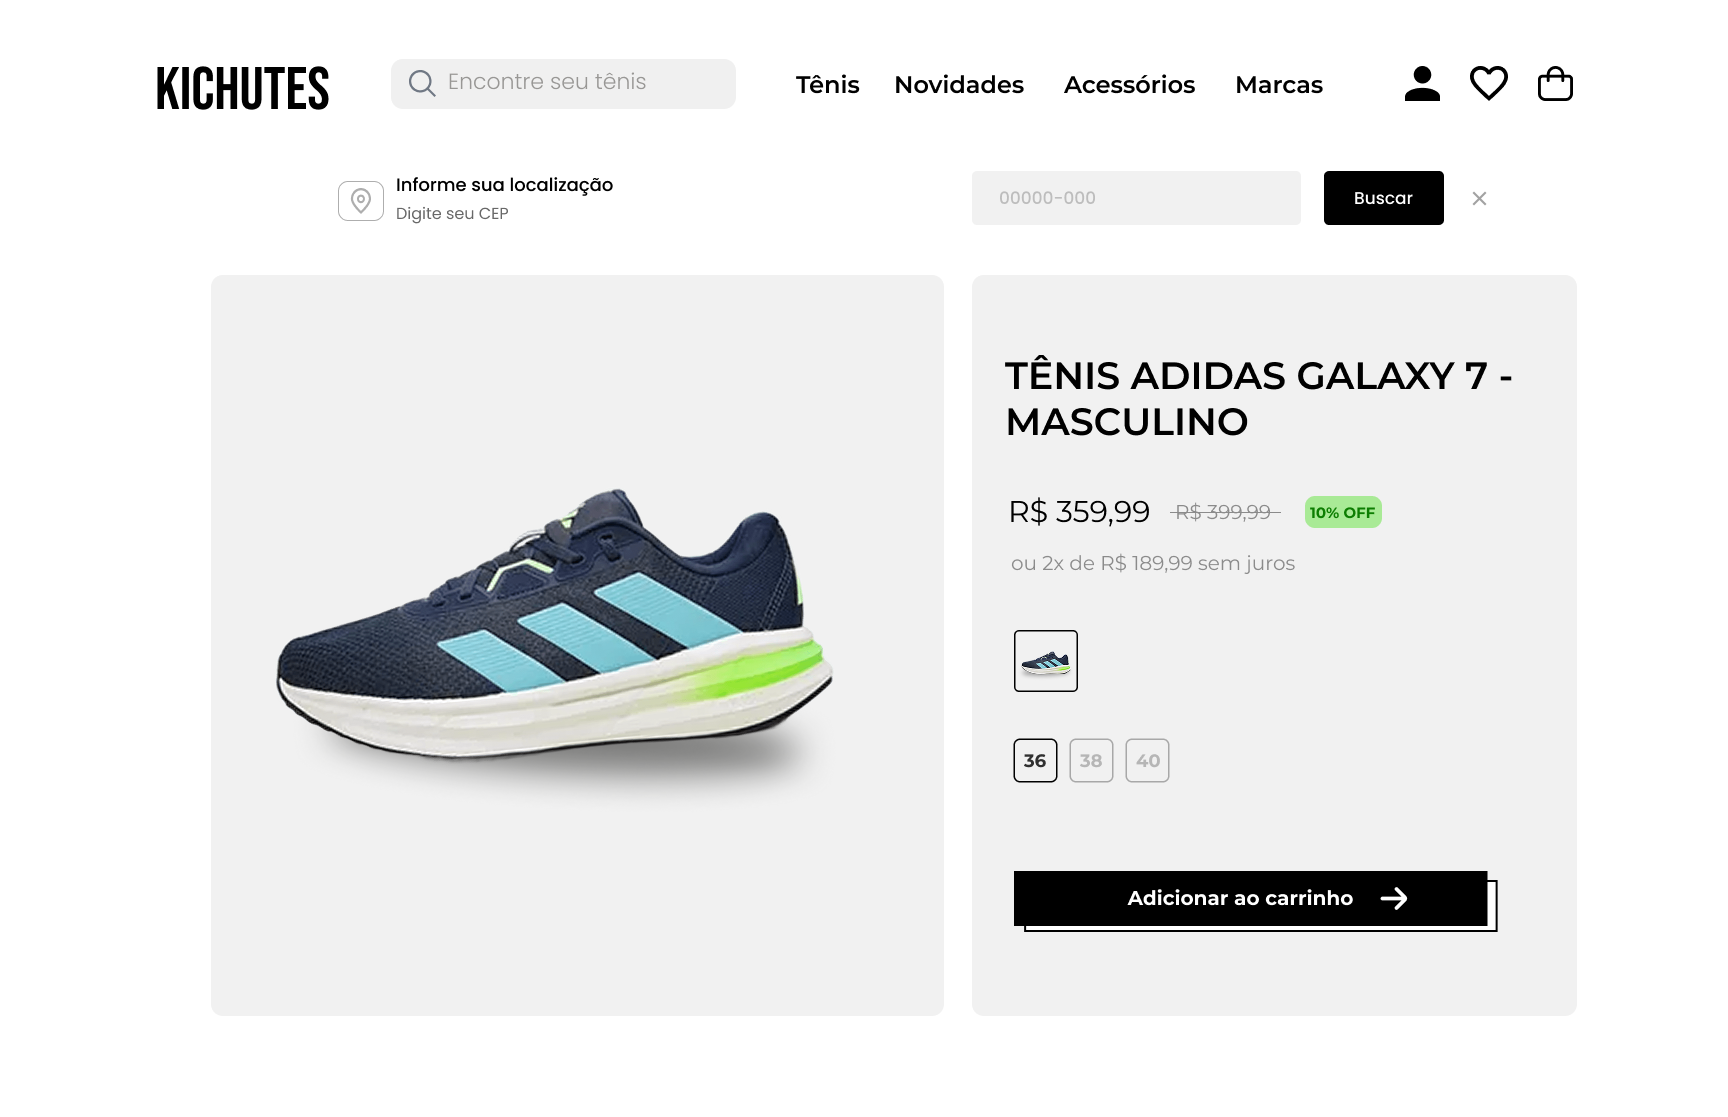 KICHUTES
Encontre seu tênis
Tênis Novidades Acessórios Marcas
Informe sua localização
Digite seu CEP
00000-000
Buscar
TÊNIS ADIDAS GALAXY 7 -
MASCULINO
R$ 359,99 R$ 399,99 10% OFF
ou 2x de R$ 189,99 sem juros
36 38 40
Adicionar ao carrinho